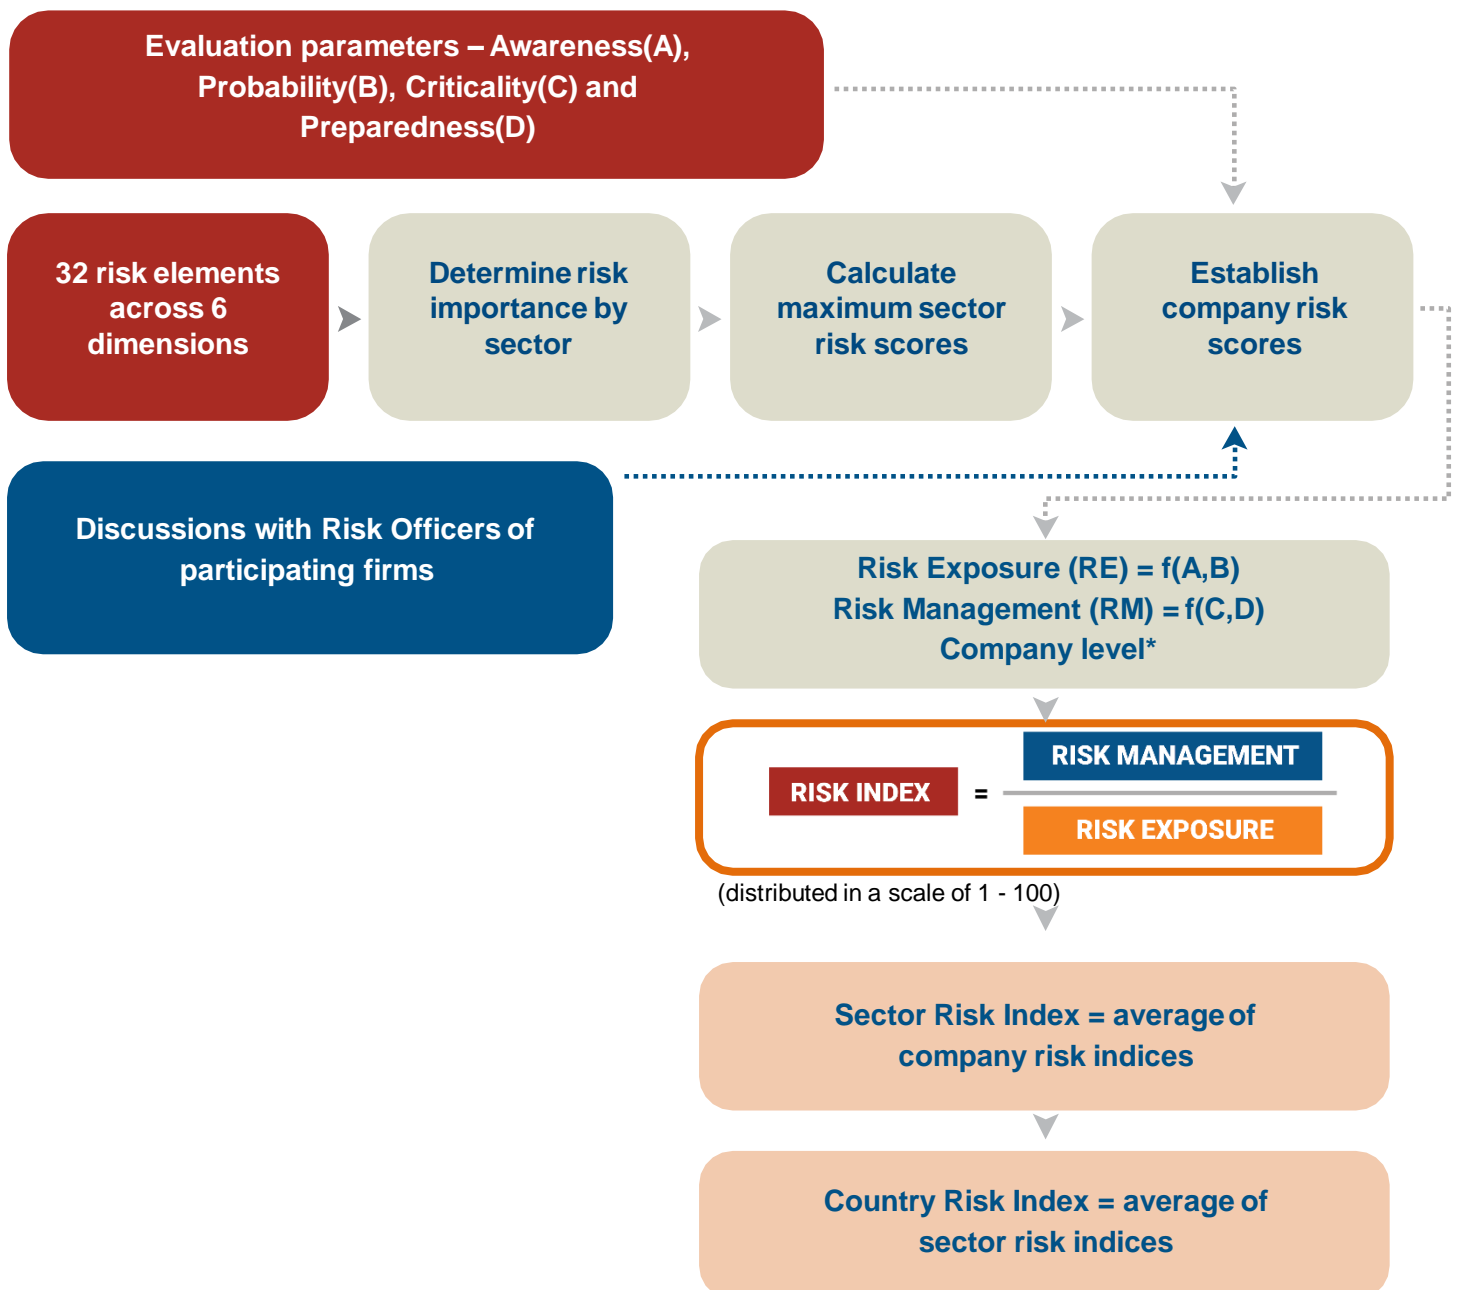 Evaluation parameters – Awareness(A),
Probability(B), Criticality(C) and
Preparedness(D)
32 risk elements
across 6
dimensions
Determine risk
importance by
sector
Calculate
maximum sector
risk scores
Establish
company risk
scores
Discussions with Risk Officers of
participating firms
Risk Exposure (RE) = f(A,B)
Risk Management (RM) = f(C,D)
Company level*
RISK INDEX
=
RISK MANAGEMENT
RISK EXPOSURE
(distributed in a scale of 1 - 100)
Sector Risk Index = average of
company risk indices
Country Risk Index = average of
sector risk indices